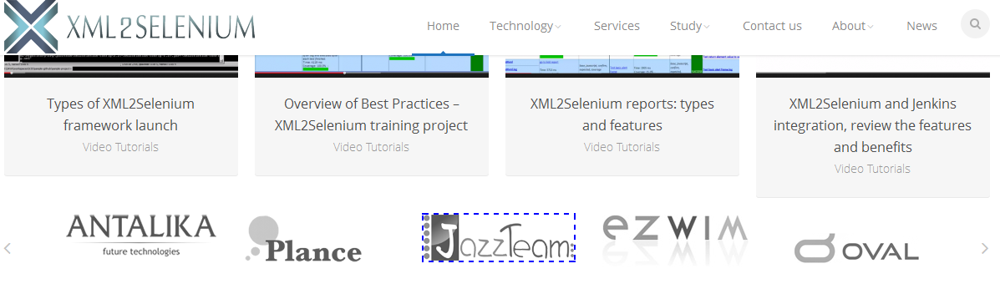 XML2SELENIUM
Home Technology Services Study Contact us About News
Types of XML2Selenium
framework launch
Video Tutorials
Overview of Best Practices –
XML2Selenium training project
Video Tutorials
XML2Selenium reports: types
and features
Video Tutorials
XML2Selenium and Jenkins
integration, review the features
and benefits
Video Tutorials
ANTALIKA
future technologies
Plance
JazzTeam
ezwim
OVAL